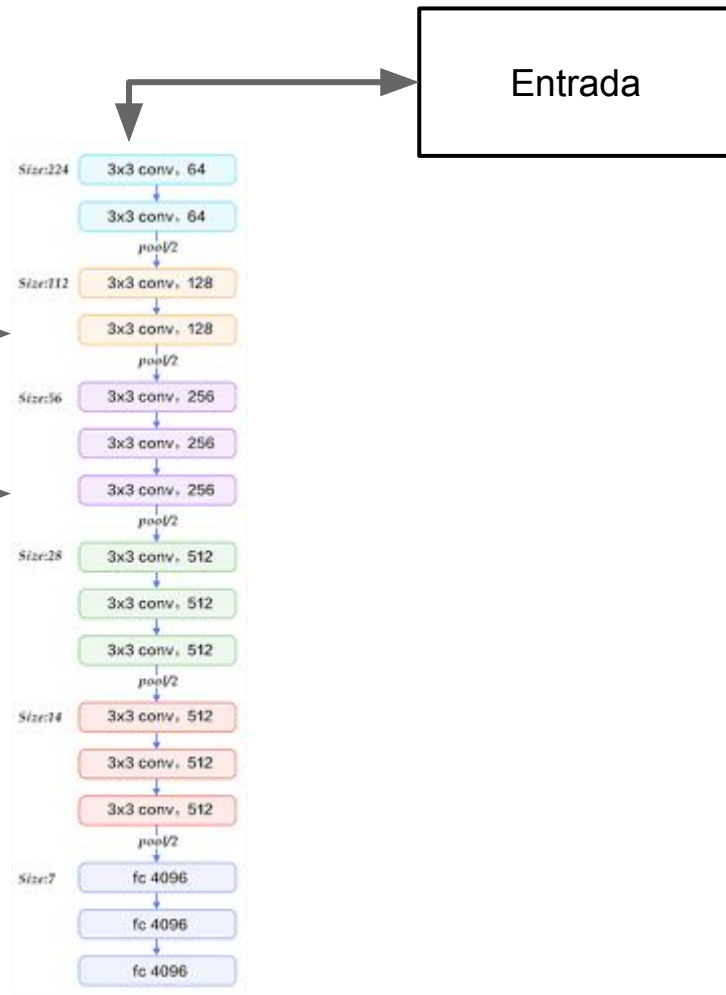 Entrada
Size:224 3x3 conv, 64
3x3 conv, 64
pool/2
Size:112 3x3 conv, 128
3x3 conv, 128
pool/2
Size:56 3x3 conv, 256
3x3 conv, 256
3x3 conv, 256
pool/2
Size:28 3x3 conv, 512
3x3 conv, 512
3x3 conv, 512
pool/2
Size:14 3x3 conv, 512
3x3 conv, 512
3x3 conv, 512
pool/2
Size:7 fc 4096
fc 4096
fc 4096